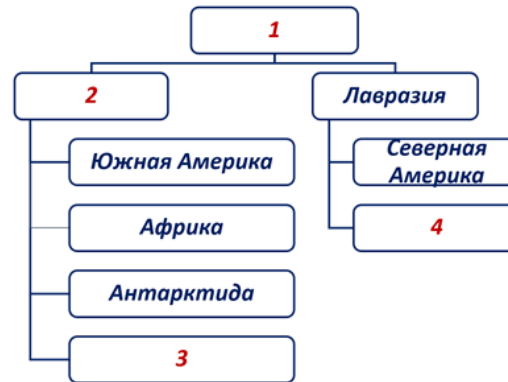 1
2
Лавразия
Южная Америка
Северная
Америка
Африка
4
Антарктида
3